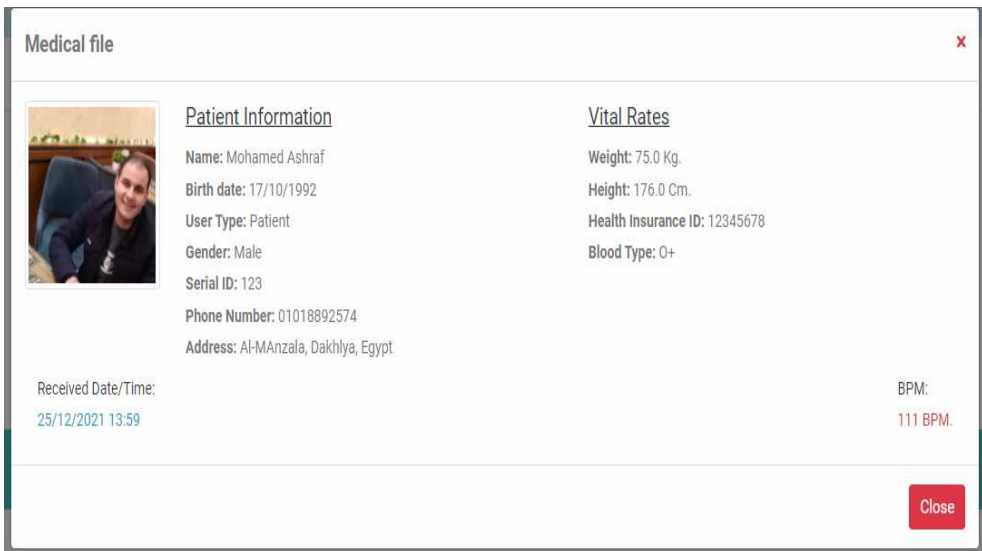 Medical file
x
Patient Information
Name: Mohamed Ashraf
Birth date: 17/10/1992
User Type: Patient
Gender: Male
Serial ID: 123
Phone Number: 01018892574
Address: Al-MAnzala, Dakhlya, Egypt
Vital Rates
Weight: 75.0 Kg.
Height: 176.0 Cm.
Health Insurance ID: 12345678
Blood Type: O+
Received Date/Time:
25/12/2021 13:59
BPM:
111 BPM.
Close